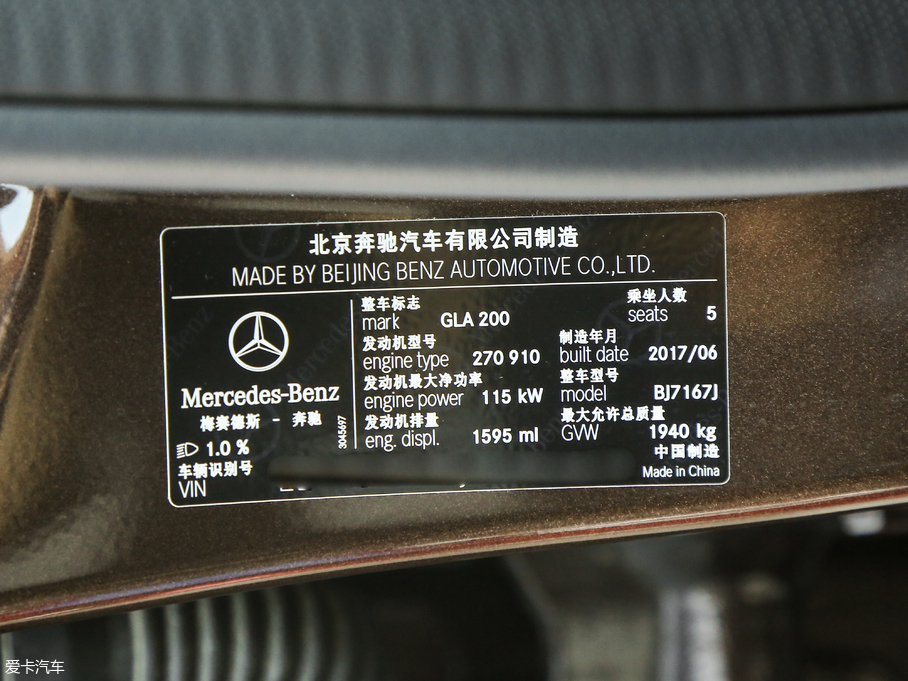 北京奔驰汽车有限公司制造
MADE BY BEIJING BENZ AUTOMOTIVE CO.,LTD.
整车标志
mark GLA 200
乘坐人数
seats 5
发动机型号
engine type 270 910
制造年月
built date 2017/06
发动机最大净功率
engine power 115 kW
整车型号
model BJ7167J
发动机排量
eng. displ. 1595 ml
最大允许总质量
GVW 1940 kg
中国制造
Made in China
Mercedes-Benz
梅赛德斯 - 奔驰
3045697
1.0 %
车辆识别号
VIN
爱卡汽车